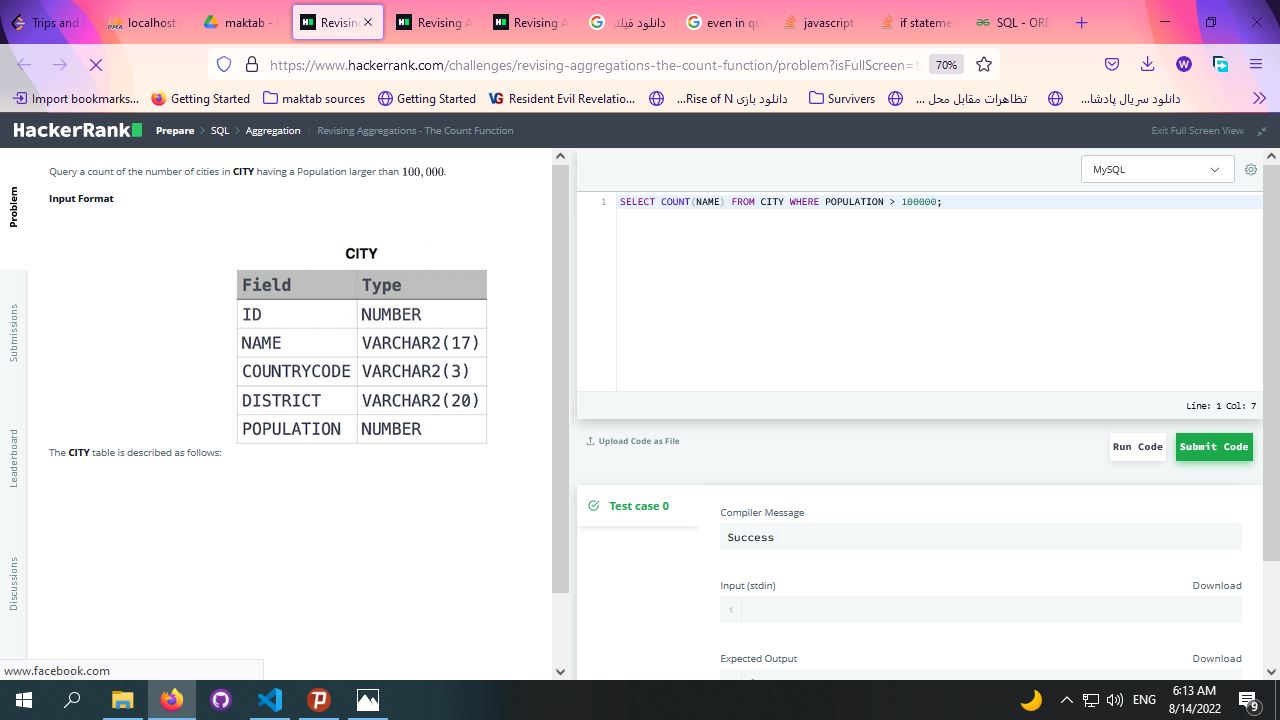 Trips and
localhost
maktab -
Revising
Revising A
Revising A
دانلود فیلتر
even in qu
javascript
if stateme
SQL - ORD
https://www.hackerrank.com/challenges/revising-aggregations-the-count-function/problem?isFullScreen=t
70%
Import bookmarks...
Getting Started
maktab sources
Getting Started
Resident Evil Revelatio...
دانلود بازی Rise of N...
Survivers
تظاهرات مقابل محل ...
دانلود سریال پادشا...
HackerRank
Prepare > SQL > Aggregation > Revising Aggregations - The Count Function
Exit Full Screen View
Problem
Submissions
Leaderboard
Discussions
Query a count of the number of cities in CITY having a Population larger than 100,000.
Input Format
CITY
Field Type
ID NUMBER
NAME VARCHAR2(17)
COUNTRYCODE VARCHAR2(3)
DISTRICT VARCHAR2(20)
POPULATION NUMBER
The CITY table is described as follows:
MySQL
1 SELECT COUNT(NAME) FROM CITY WHERE POPULATION > 100000;
Line: 1 Col: 7
Upload Code as File
Run Code
Submit Code
Test case 0
Compiler Message
Success
Input (stdin) Download
1
Expected Output Download
www.facebook.com
ENG
6:13 AM
8/14/2022
9